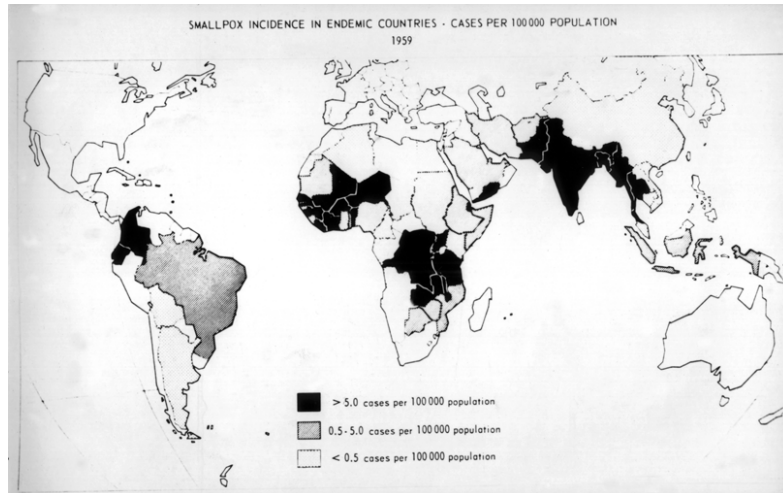 SMALLPOX INCIDENCE IN ENDEMIC COUNTRIES - CASES PER 100 000 POPULATION
1959
> 5.0 cases per 100 000 population
0.5-5.0 cases per 100 000 population
< 0.5 cases per 100 000 population